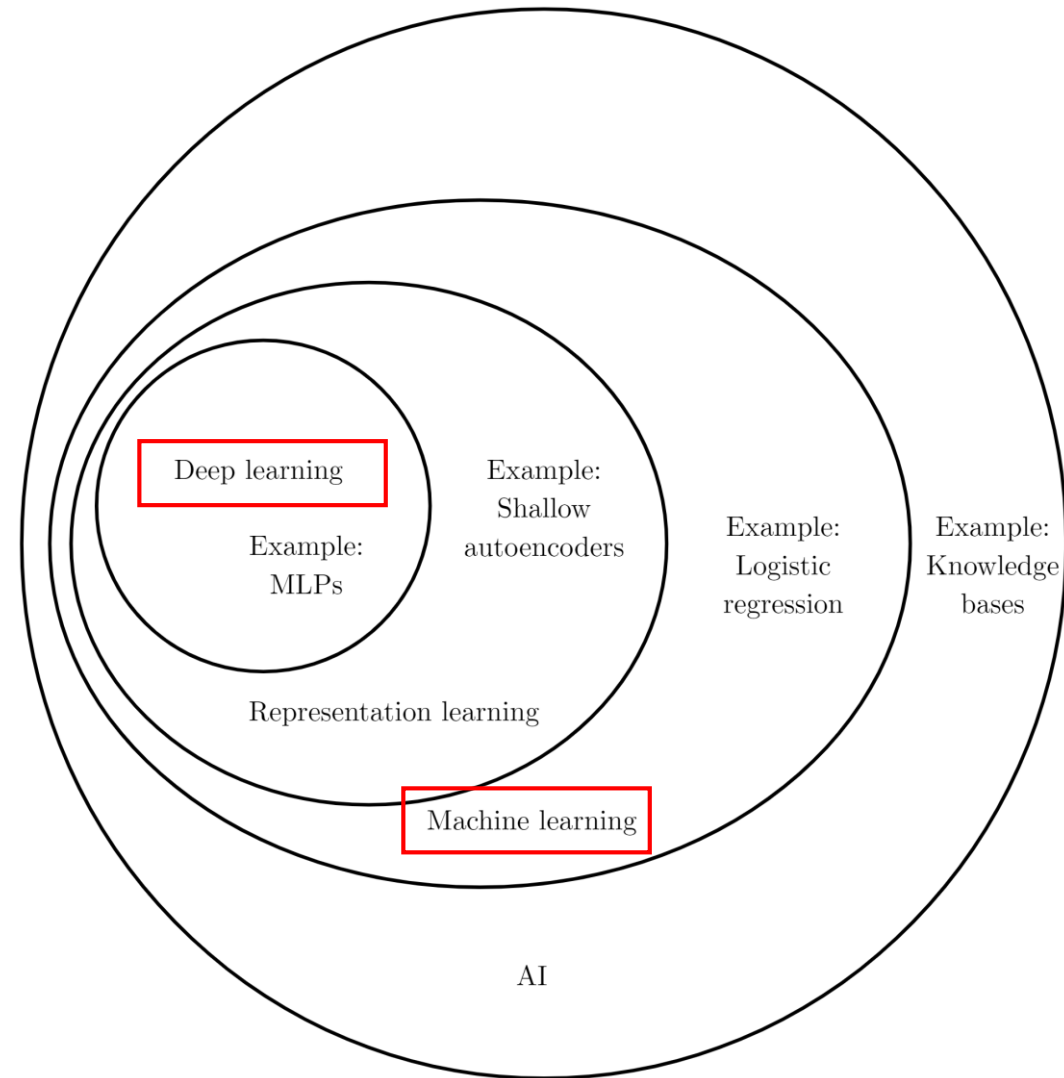 Deep learning
Example:
MLPs
Example:
Shallow
autoencoders
Example:
Logistic
regression
Example:
Knowledge
bases
Representation learning
Machine learning
AI